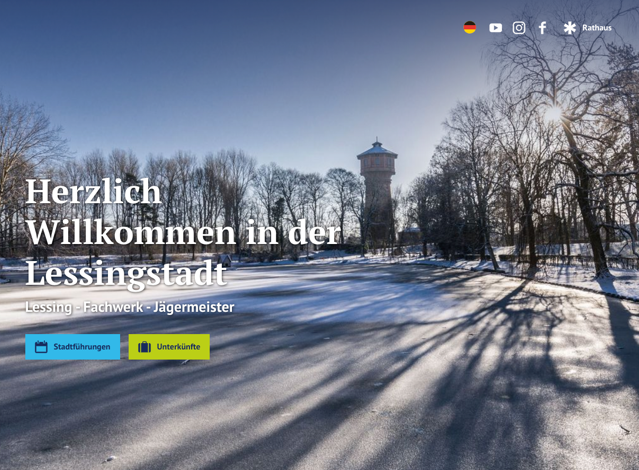 Rathaus
Herzlich
Willkommen in der
Lessingstadt
Lessing - Fachwerk - Jägermeister
Stadtführungen
Unterkünfte